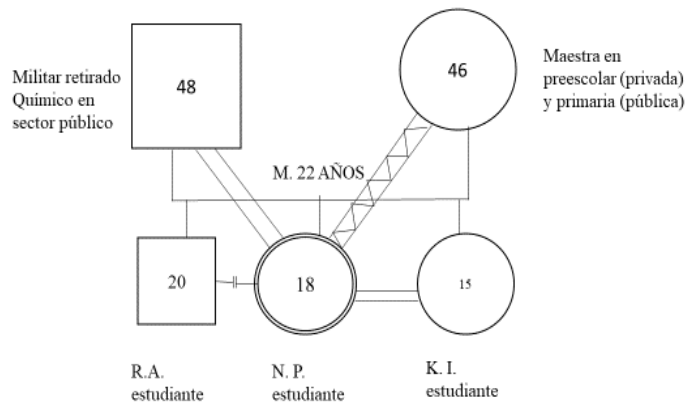 Militar retirado
Químico en
sector público
48
46
Maestra en
preescolar (privada)
y primaria (pública)
M. 22 AÑOS
20
18
15
R.A.
estudiante
N. P.
estudiante
K. I.
estudiante